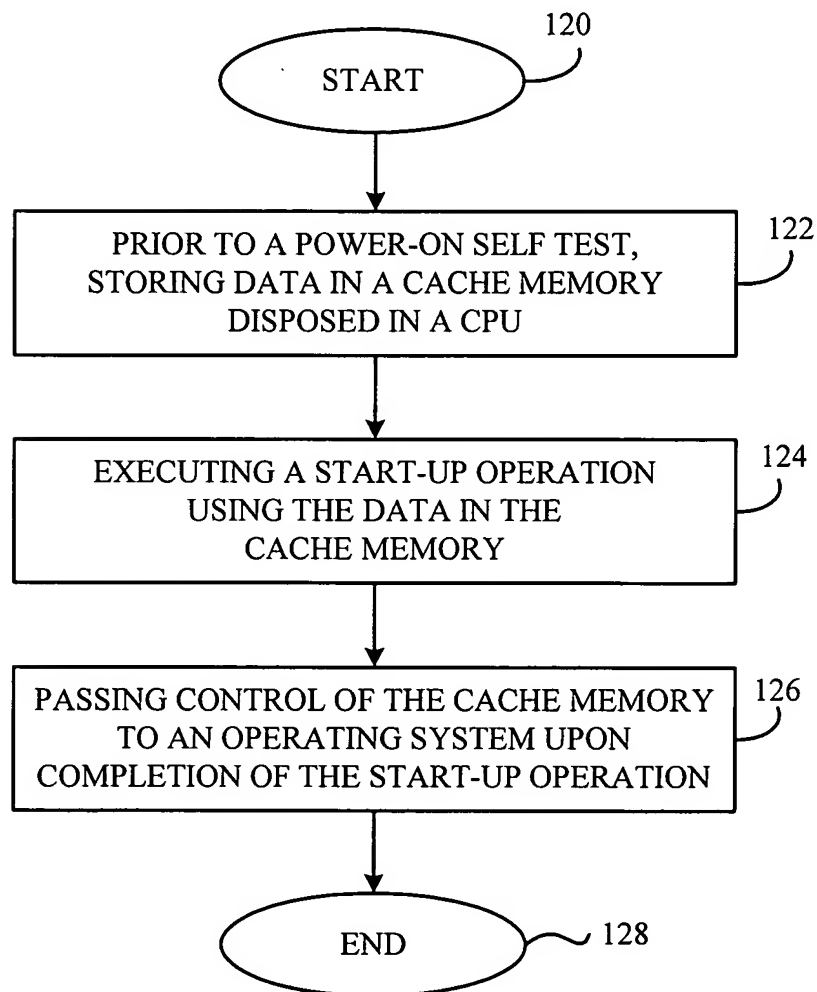 120
START
122
PRIOR TO A POWER-ON SELF TEST,
STORING DATA IN A CACHE MEMORY
DISPOSED IN A CPU
124
EXECUTING A START-UP OPERATION
USING THE DATA IN THE
CACHE MEMORY
126
PASSING CONTROL OF THE CACHE MEMORY
TO AN OPERATING SYSTEM UPON
COMPLETION OF THE START-UP OPERATION
END
128